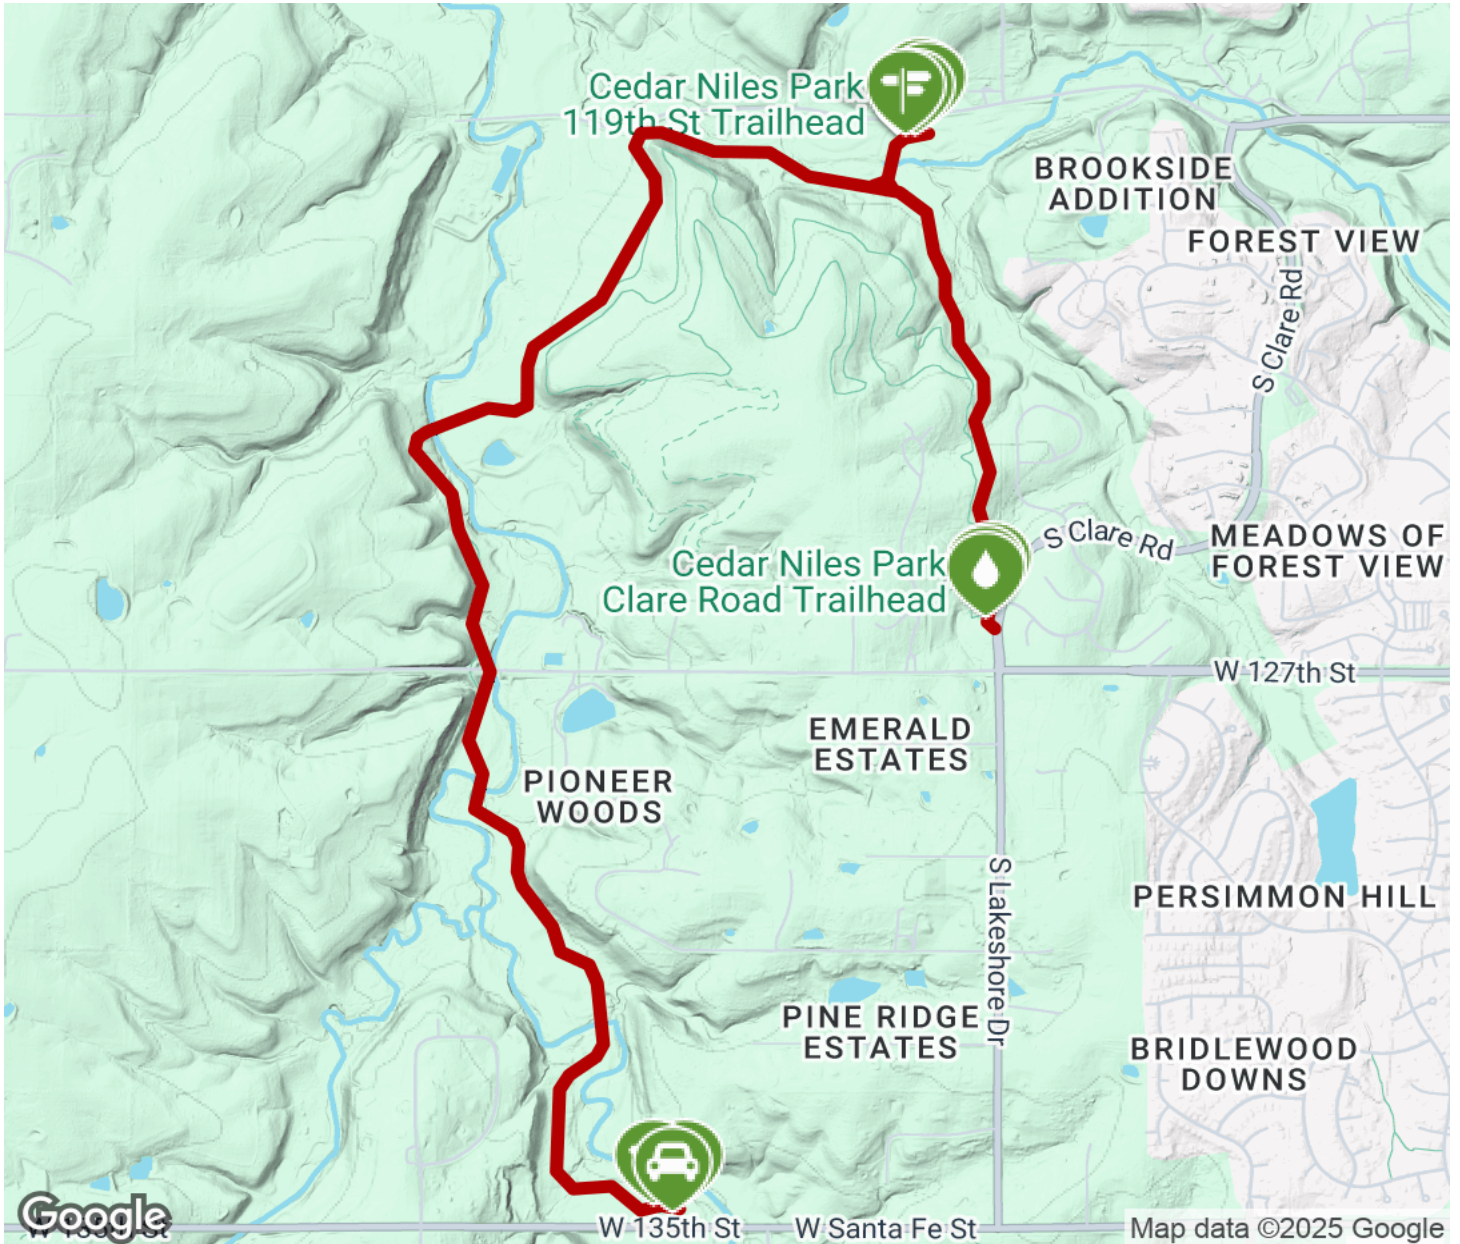 Cedar Niles Park
119th St Trailhead
BROOKSIDE
ADDITION
FOREST VIEW
S Clare Rd
S Clare Rd
MEADOWS OF
FOREST VIEW
Cedar Niles Park
Clare Road Trailhead
W 127th St
EMERALD
ESTATES
PIONEER
WOODS
S Lakeshore Dr
PERSIMMON HILL
PINE RIDGE
ESTATES
BRIDLEWOOD
DOWNS
Google
W 135th St
W 135th St
W Santa Fe St
Map data ©2025 Google